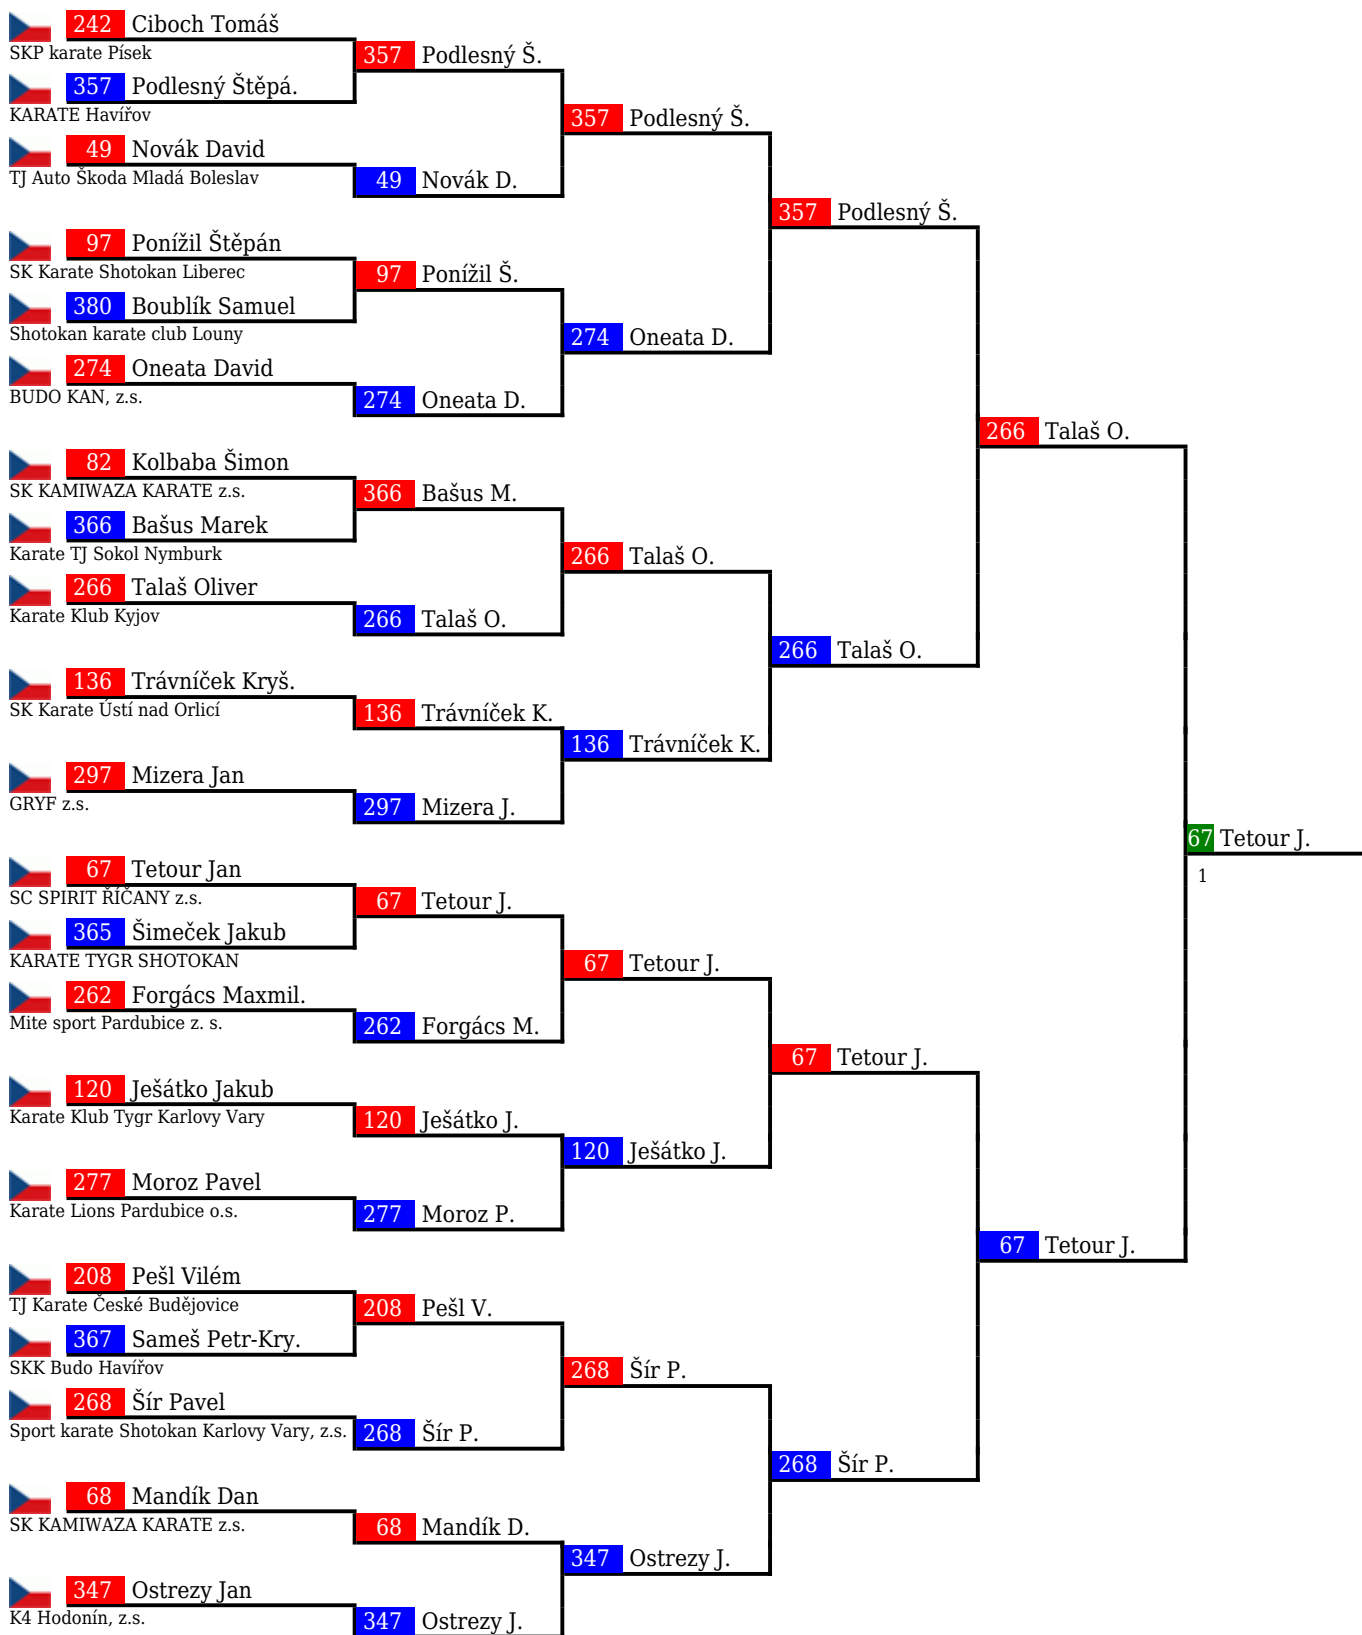 242 Ciboch Tomáš
SKP karate Písek
357 Podlesný Š.
357 Podlesný Štěpá.
KARATE Havířov
357 Podlesný Š.
49 Novák David
TJ Auto Škoda Mladá Boleslav
49 Novák D.
357 Podlesný Š.
97 Ponížil Štěpán
SK Karate Shotokan Liberec
97 Ponížil Š.
380 Boublík Samuel
Shotokan karate club Louny
274 Oneata D.
274 Oneata David
BUDO KAN, z.s.
274 Oneata D.
266 Talaš O.
82 Kolbaba Šimon
SK KAMIWAZA KARATE z.s.
366 Bašus M.
366 Bašus Marek
Karate TJ Sokol Nymburk
266 Talaš O.
266 Talaš Oliver
Karate Klub Kyjov
266 Talaš O.
266 Talaš O.
136 Trávníček Kryš.
SK Karate Ústí nad Orlicí
136 Trávníček K.
136 Trávníček K.
297 Mizera Jan
GRYF z.s.
297 Mizera J.
67 Tetour J.
1
67 Tetour Jan
SC SPIRIT ŘÍČANY z.s.
67 Tetour J.
365 Šimeček Jakub
KARATE TYGR SHOTOKAN
67 Tetour J.
262 Forgács Maxmil.
Mite sport Pardubice z. s.
262 Forgács M.
67 Tetour J.
120 Ješátko Jakub
Karate Klub Tygr Karlovy Vary
120 Ješátko J.
120 Ješátko J.
277 Moroz Pavel
Karate Lions Pardubice o.s.
277 Moroz P.
67 Tetour J.
208 Pešl Vilém
TJ Karate České Budějovice
208 Pešl V.
367 Sameš Petr-Kry.
SKK Budo Havířov
268 Šír P.
268 Šír Pavel
Sport karate Shotokan Karlovy Vary, z.s.
268 Šír P.
268 Šír P.
68 Mandík Dan
SK KAMIWAZA KARATE z.s.
68 Mandík D.
347 Ostrezy J.
347 Ostrezy Jan
K4 Hodonín, z.s.
347 Ostrezy J.